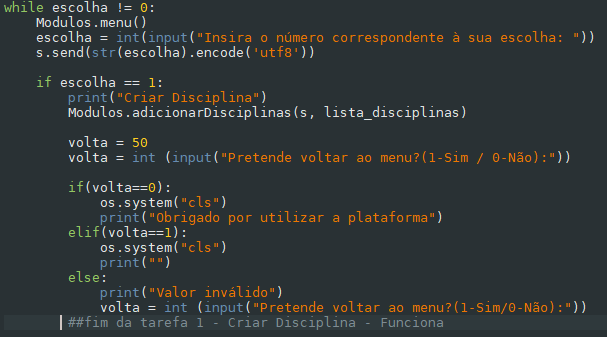 while escolha != 0:
    Modulos.menu()
    escolha = int(input("Insira o número correspondente à sua escolha: "))
    s.send(str(escolha).encode('utf8'))

    if escolha == 1:
        print("Criar Disciplina")
        Modulos.adicionarDisciplinas(s, lista_disciplinas)

        volta = 50
        volta = int (input("Pretende voltar ao menu?(1-Sim / 0-Não):"))

        if(volta==0):
            os.system("cls")
            print("Obrigado por utilizar a plataforma")
        elif(volta==1):
            os.system("cls")
            print("")
        else:
            print("Valor inválido")
            volta = int (input("Pretende voltar ao menu?(1-Sim/0-Não):"))
        ##fim da tarefa 1 - Criar Disciplina - Funciona